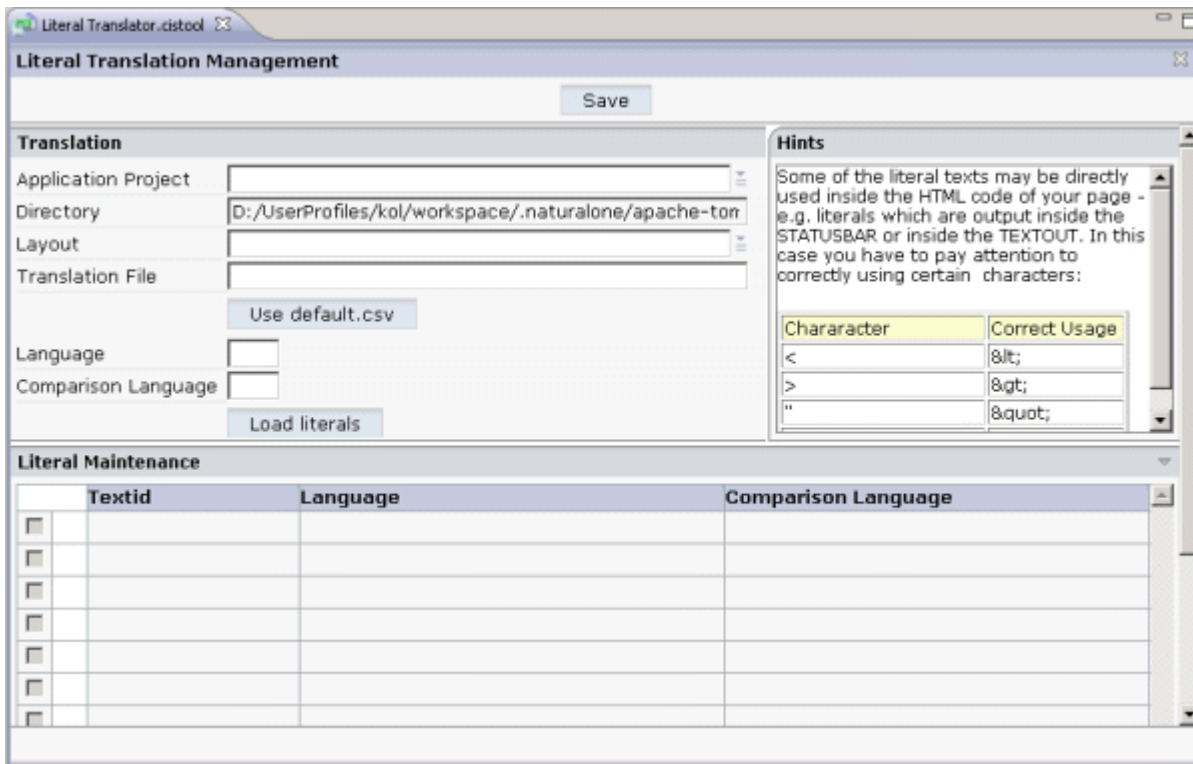 Literal Translator.cistool
Literal Translation Management
Save
Translation
Application Project
Directory D:/UserProfiles/kol/workspace/.naturalone/apache-tom
Layout
Translation File
Use default.csv
Language
Comparison Language
Load literals
Hints
Some of the literal texts may be directly
used inside the HTML code of your page -
e.g. literals which are output inside the
STATUSBAR or inside the TEXTOUT. In this
case you have to pay attention to
correctly using certain characters:
Chararacter Correct Usage
< &lt;
> &gt;
" &quot;
Literal Maintenance
Textid Language Comparison Language